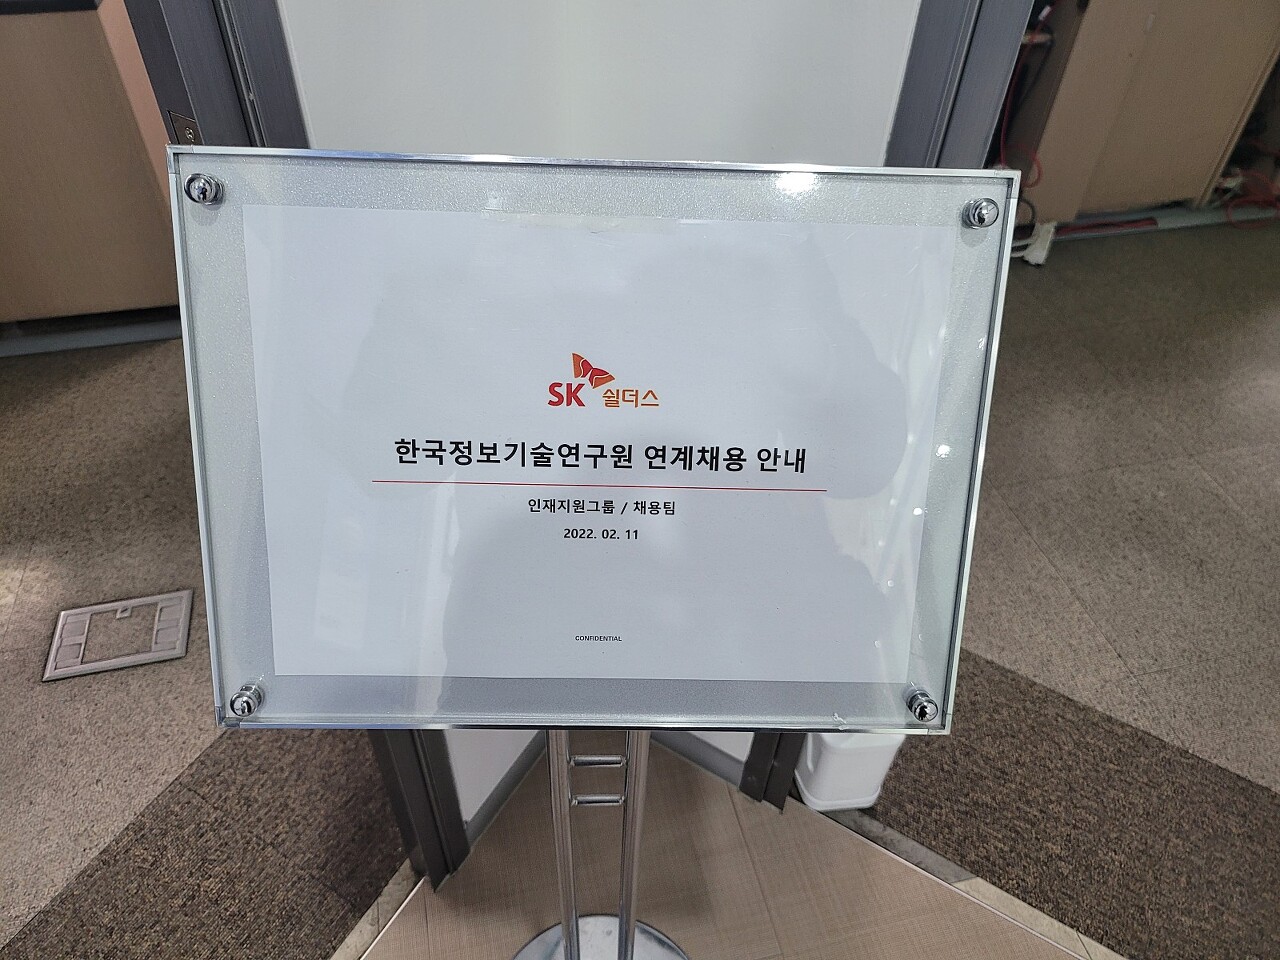 SK 쉴더스
한국정보기술연구원 연계채용 안내
인재지원그룹 / 채용팀
2022. 02. 11
CONFIDENTIAL